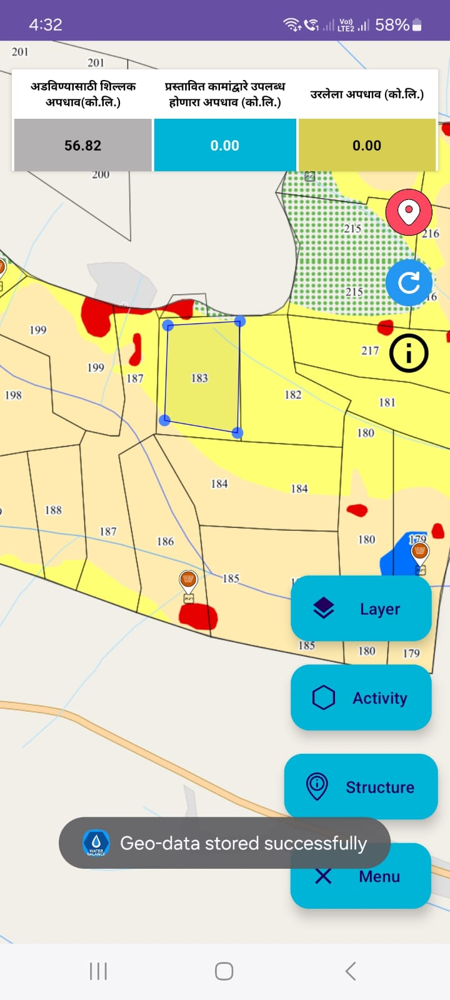 4:32
Vo))
LTE2
58%
201
201
अडविण्यासाठी शिल्लक
अपधाव(को.लि.)
प्रस्तावित कामांद्वारे उपलब्ध
होणारा अपधाव (को.लि.)
उरलेला अपधाव (को.लि.)
56.82
0.00
0.00
200
215
216
215
199
217
199
187
183
198
182
181
180
184
184
188
187
186
180
179
185
Layer
185
180
179
Activity
Structure
WATER
BALANCE
Geo-data stored successfully
Menu